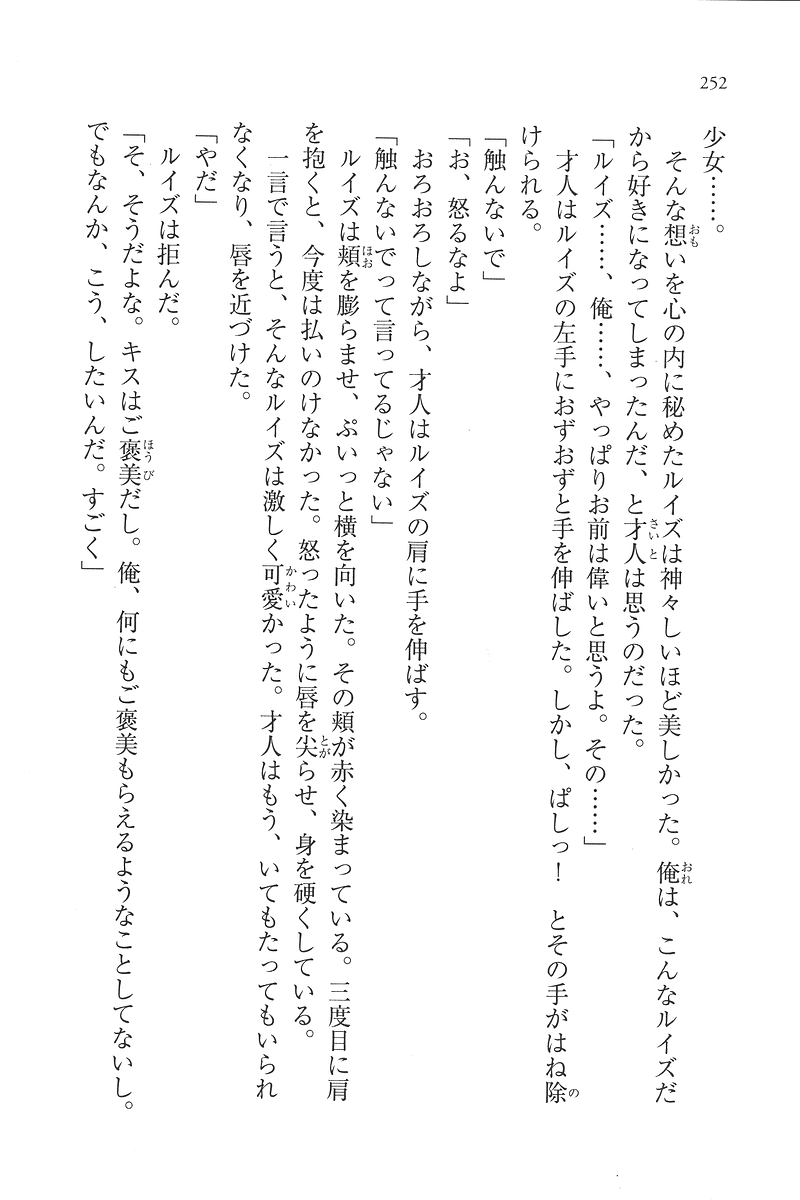 252
少女……。
そんな想いを心の内に秘めたルイズは神々しいほど美しかった。俺は、こんなルイズだ
から好きになってしまったんだ、と才人は思うのだった。
「ルイズ……、俺……、やっぱりお前は偉いと思うよ。その……」
才人はルイズの左手におずおずと手を伸ばした。しかし、ぱしっ！　とその手がはね除
けられる。
「触んないで」
「お、怒るなよ」
おろおろしながら、才人はルイズの肩に手を伸ばす。
「触んないでって言ってるじゃない」
ルイズは頬を膨らませ、ぷいっと横を向いた。その頬が赤く染まっている。三度目に肩
を抱くと、今度は払いのけなかった。怒ったように唇を尖らせ、身を硬くしている。
一言で言うと、そんなルイズは激しく可愛かった。才人はもう、いてもたってもいられ
なくなり、唇を近づけた。
「やだ」
ルイズは拒んだ。
「そ、そうだよな。キスはご褒美だし。俺、何にもご褒美もらえるようなことしてないし。
でもなんか、こう、したいんだ。すごく」